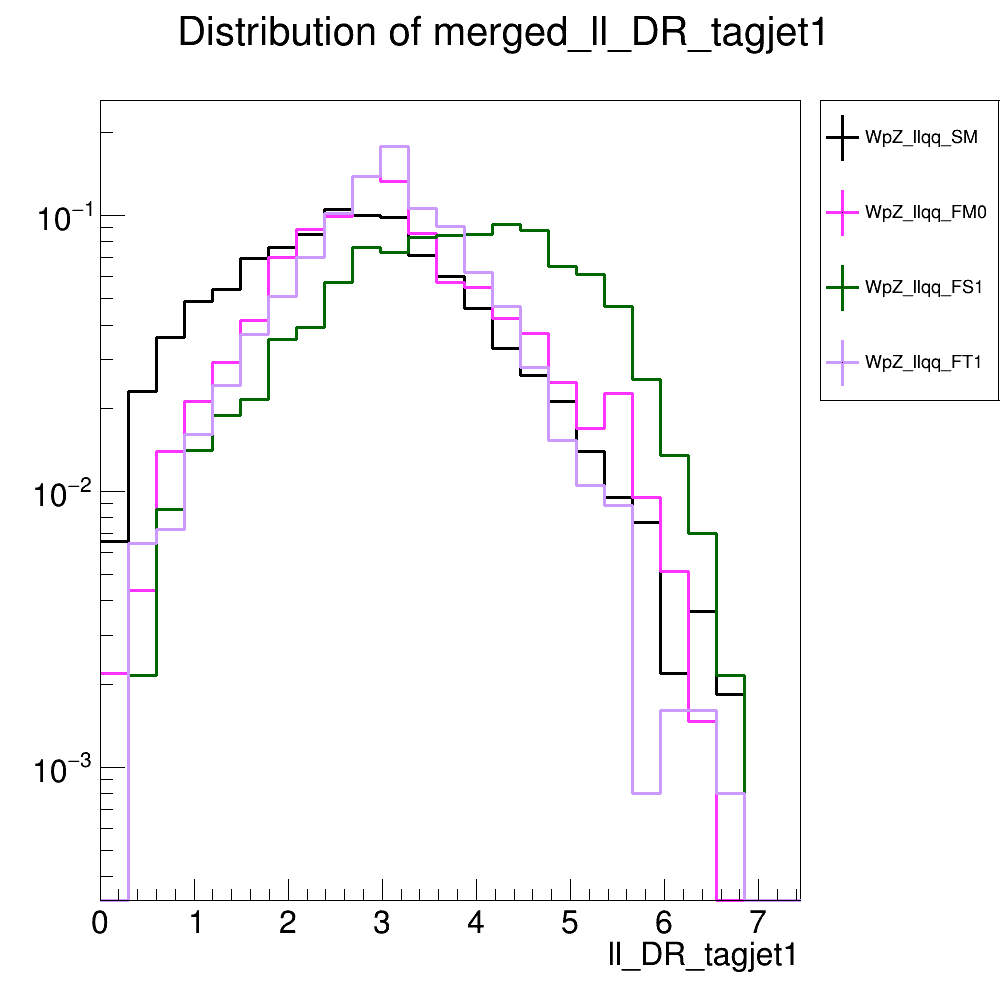 Distribution of merged_ll_DR_tagjet1
WpZ_llqq_SM
WpZ_llqq_FM0
WpZ_llqq_FS1
WpZ_llqq_FT1
10−1
10−2
10−3
0 1 2 3 4 5 6 7
ll_DR_tagjet1